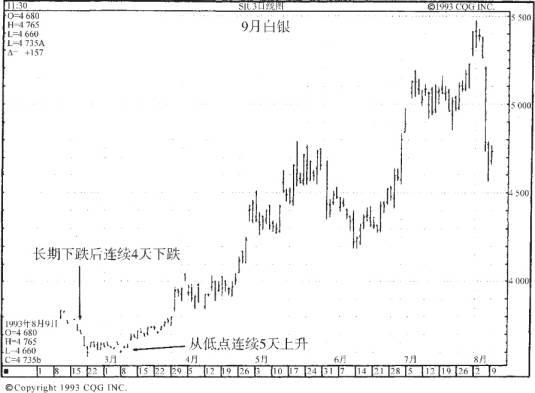 11:30 SIU3日线图 ©1993 CQG INC.
O=4 680
H=4 765
L=4 660
L=4 735A
Δ= +157
9月白银
5 500
5 000
4 500
4 000
长期下跌后连续4天下跌
从低点连续5天上升
1993年8月9日
O=4 680
H=4 765
L=4 660
C=4 735b
3月 4月 5月 6月 7月 8月
1 8 15 22 1 8 15 22 29 5 12 19 26 3 10 17 24 1 7 14 21 28 5 12 19 26 2 9
©Copyright 1993 CQG INC.